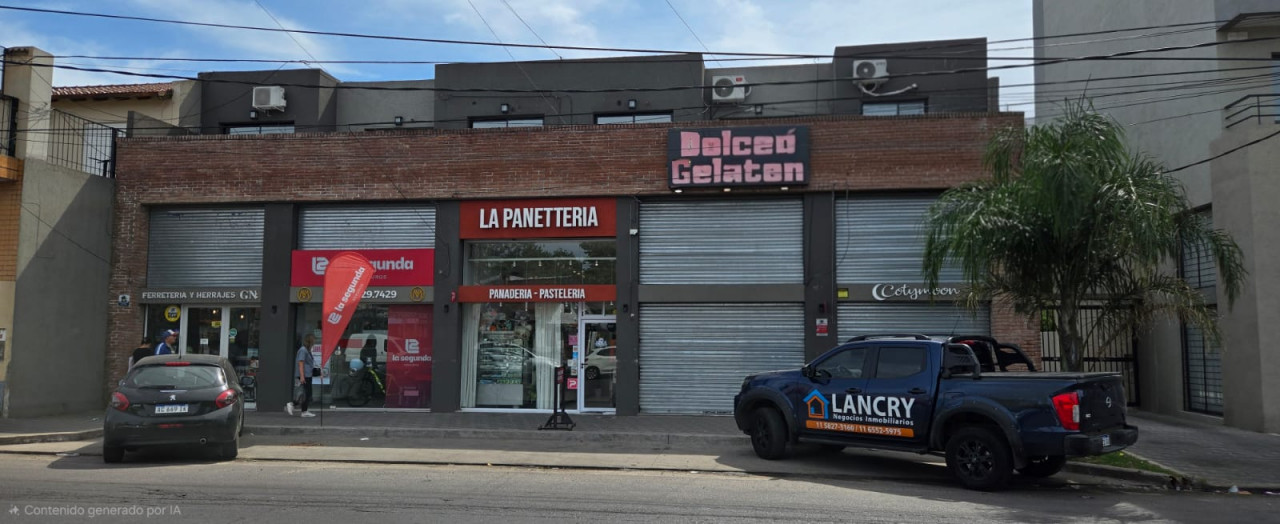 Dolceó
Gelaten
LA PANETTERIA
la segunda
29.7429
PANADERIA - PASTELERIA
FERRETERIA Y HERRAJES GN
Cotymoon
la segunda
la segunda
LANCRY
Negocios Inmobiliarios
Contenido generado por IA